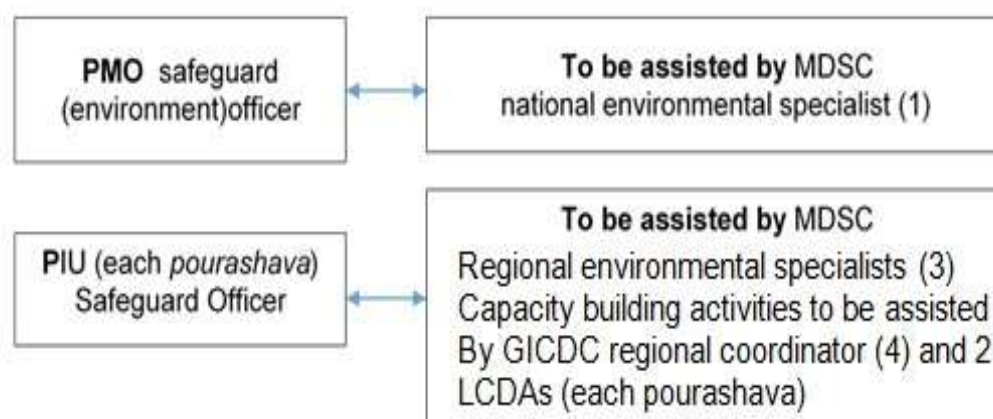 PMO safeguard
(environment)officer
To be assisted by MDSC
national environmental specialist (1)
PIU (each pourashava)
Safeguard Officer
To be assisted by MDSC
Regional environmental specialists (3)
Capacity building activities to be assisted
By GICDC regional coordinator (4) and 2
LCDAs (each pourashava)